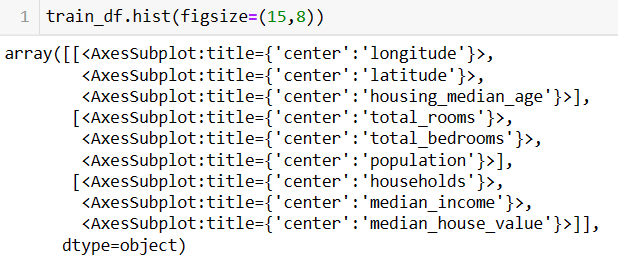 1 train_df.hist(figsize=(15,8))
array([[<AxesSubplot:title={'center':'longitude'}>,
        <AxesSubplot:title={'center':'latitude'}>,
        <AxesSubplot:title={'center':'housing_median_age'}>],
       [<AxesSubplot:title={'center':'total_rooms'}>,
        <AxesSubplot:title={'center':'total_bedrooms'}>,
        <AxesSubplot:title={'center':'population'}>],
       [<AxesSubplot:title={'center':'households'}>,
        <AxesSubplot:title={'center':'median_income'}>,
        <AxesSubplot:title={'center':'median_house_value'}>]],
      dtype=object)